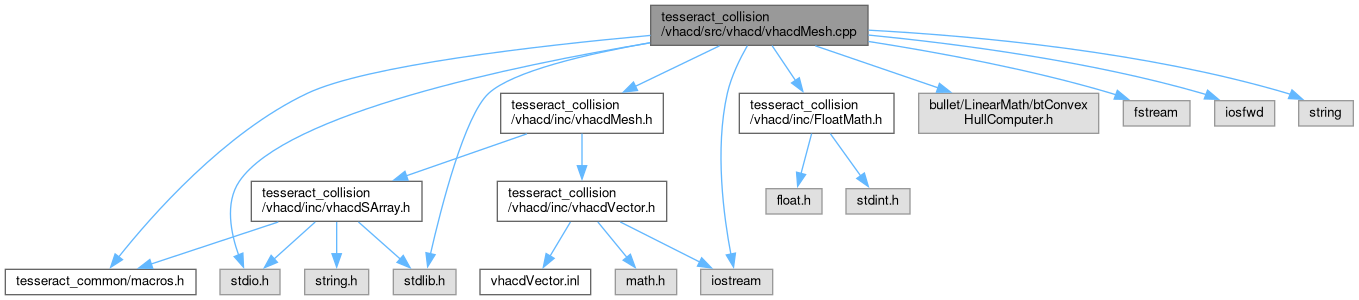 tesseract_collision
/vhacd/src/vhacd/vhacdMesh.cpp
tesseract_collision
/vhacd/inc/vhacdMesh.h
tesseract_collision
/vhacd/inc/FloatMath.h
bullet/LinearMath/btConvex
HullComputer.h
fstream
iosfwd
string
tesseract_collision
/vhacd/inc/vhacdSArray.h
tesseract_collision
/vhacd/inc/vhacdVector.h
float.h
stdint.h
tesseract_common/macros.h
stdio.h
string.h
stdlib.h
vhacdVector.inl
math.h
iostream